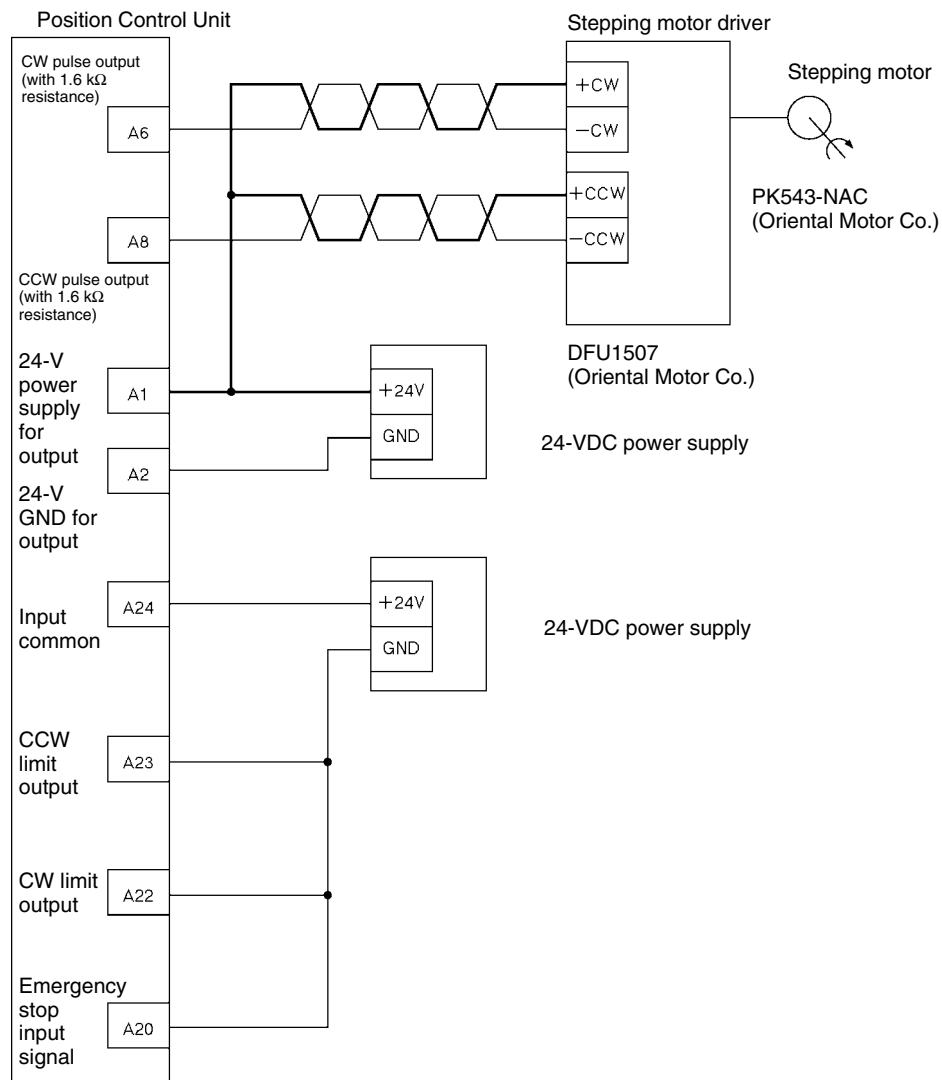 Position Control Unit
Stepping motor driver
CW pulse output
(with 1.6 kΩ
resistance)
A6
+CW
−CW
Stepping motor
+CCW
−CCW
PK543-NAC
(Oriental Motor Co.)
A8
CCW pulse output
(with 1.6 kΩ
resistance)
DFU1507
(Oriental Motor Co.)
24-V
power
supply
for
output
A1
+24V
GND
24-VDC power supply
A2
24-V
GND for
output
Input
common
A24
+24V
GND
24-VDC power supply
CCW
limit
output
A23
CW limit
output
A22
Emergency
stop
input
signal
A20